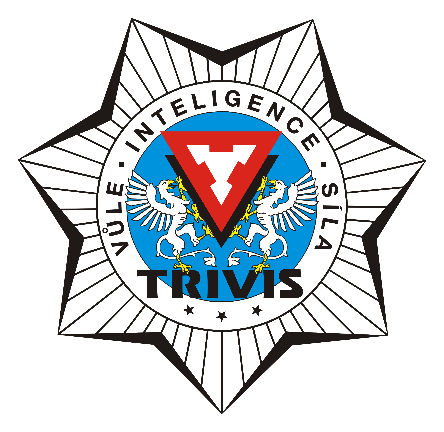 VŮLE · INTELIGENCE · SÍLA
TRIVIS